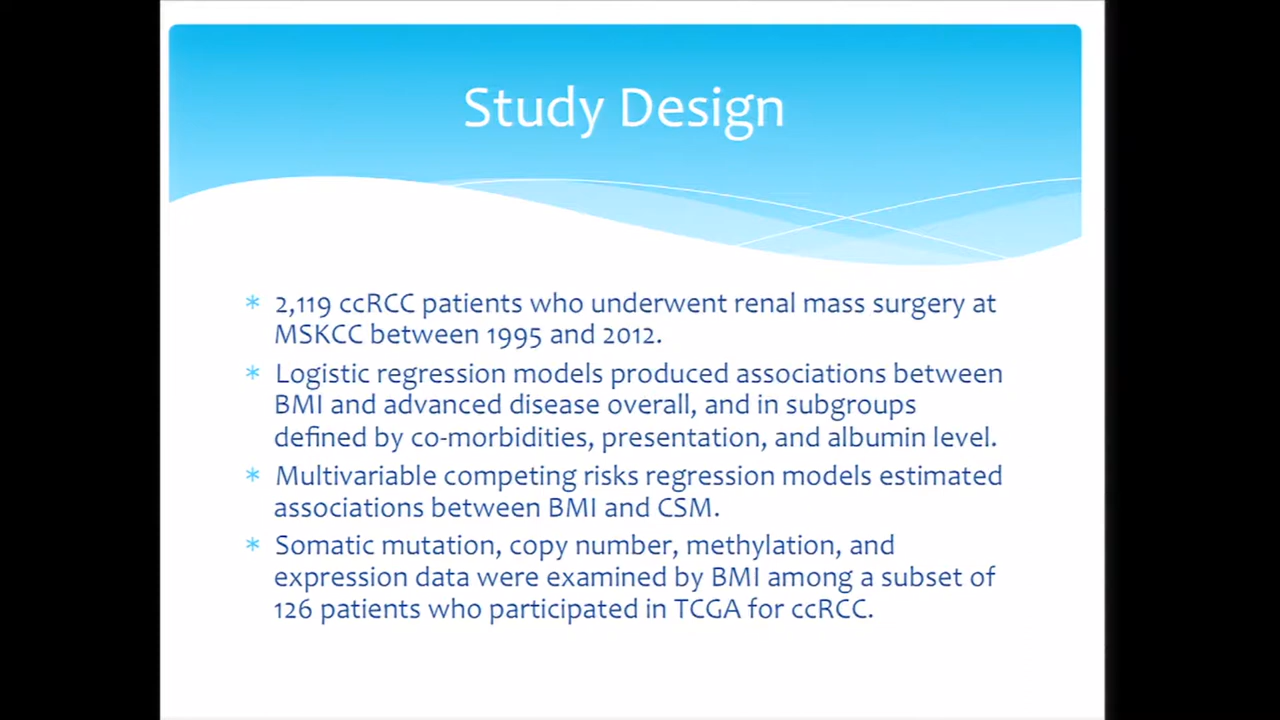 Study Design
* 2,119 ccRCC patients who underwent renal mass surgery at
MSKCC between 1995 and 2012.
* Logistic regression models produced associations between
BMI and advanced disease overall, and in subgroups
defined by co-morbidities, presentation, and albumin level.
* Multivariable competing risks regression models estimated
associations between BMI and CSM.
* Somatic mutation, copy number, methylation, and
expression data were examined by BMI among a subset of
126 patients who participated in TCGA for ccRCC.